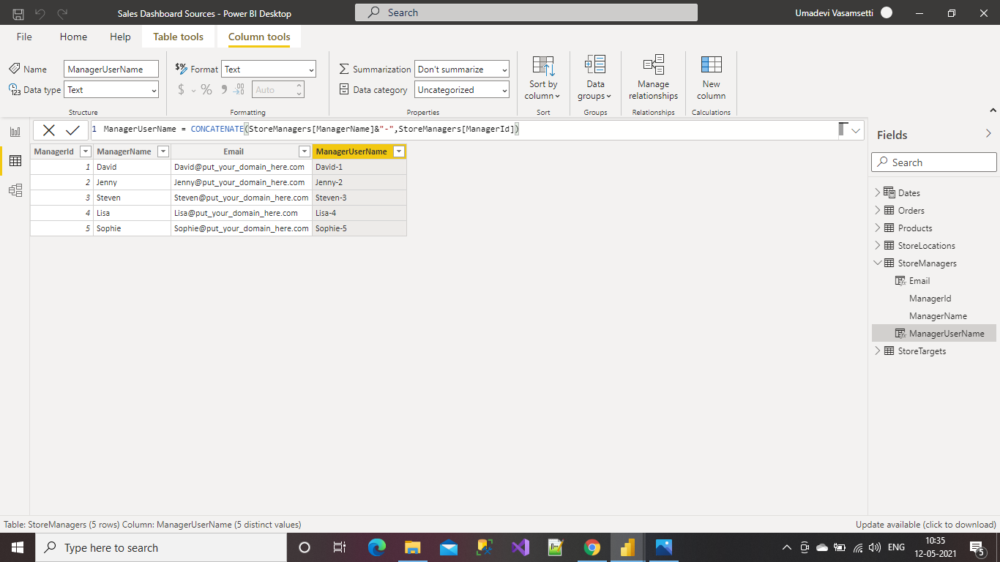 Sales Dashboard Sources - Power BI Desktop
Search
Umadevi Vasamsetti
File Home Help Table tools Column tools
Name ManagerUserName
$% Format Text
Summarization Don't summarize
Data type Text
$ % 9 .00 Auto
Data category Uncategorized
Sort by column
Data groups
Manage relationships
New column
Structure Formatting Properties Sort Groups Relationships Calculations
1 ManagerUserName = CONCATENATE(StoreManagers[ManagerName]&"-",StoreManagers[ManagerId])
ManagerId ManagerName Email ManagerUserName
1 David David@put_your_domain_here.com David-1
2 Jenny Jenny@put_your_domain_here.com Jenny-2
3 Steven Steven@put_your_domain_here.com Steven-3
4 Lisa Lisa@put_your_domain_here.com Lisa-4
5 Sophie Sophie@put_your_domain_here.com Sophie-5
Fields
Search
Dates
Orders
Products
StoreLocations
StoreManagers
Email
ManagerId
ManagerName
ManagerUserName
StoreTargets
Table: StoreManagers (5 rows) Column: ManagerUserName (5 distinct values)
Update available (click to download)
Type here to search
ENG
10:35
12-05-2021
5